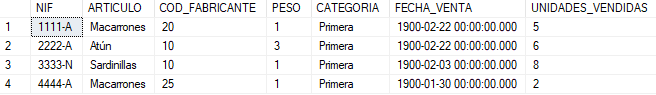 NIF ARTICULO COD_FABRICANTE PESO CATEGORIA FECHA_VENTA UNIDADES_VENDIDAS
1 1111-A Macarrones 20 1 Primera 1900-02-22 00:00:00.000 5
2 2222-A Atún 10 3 Primera 1900-02-22 00:00:00.000 6
3 3333-N Sardinillas 10 1 Primera 1900-02-03 00:00:00.000 8
4 4444-A Macarrones 25 1 Primera 1900-01-30 00:00:00.000 2